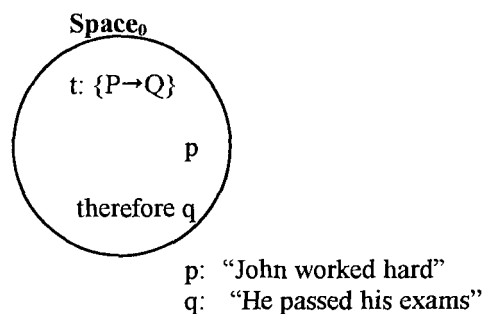 Space₀
t: {P→Q}
p
therefore q
p: "John worked hard"
q: "He passed his exams"